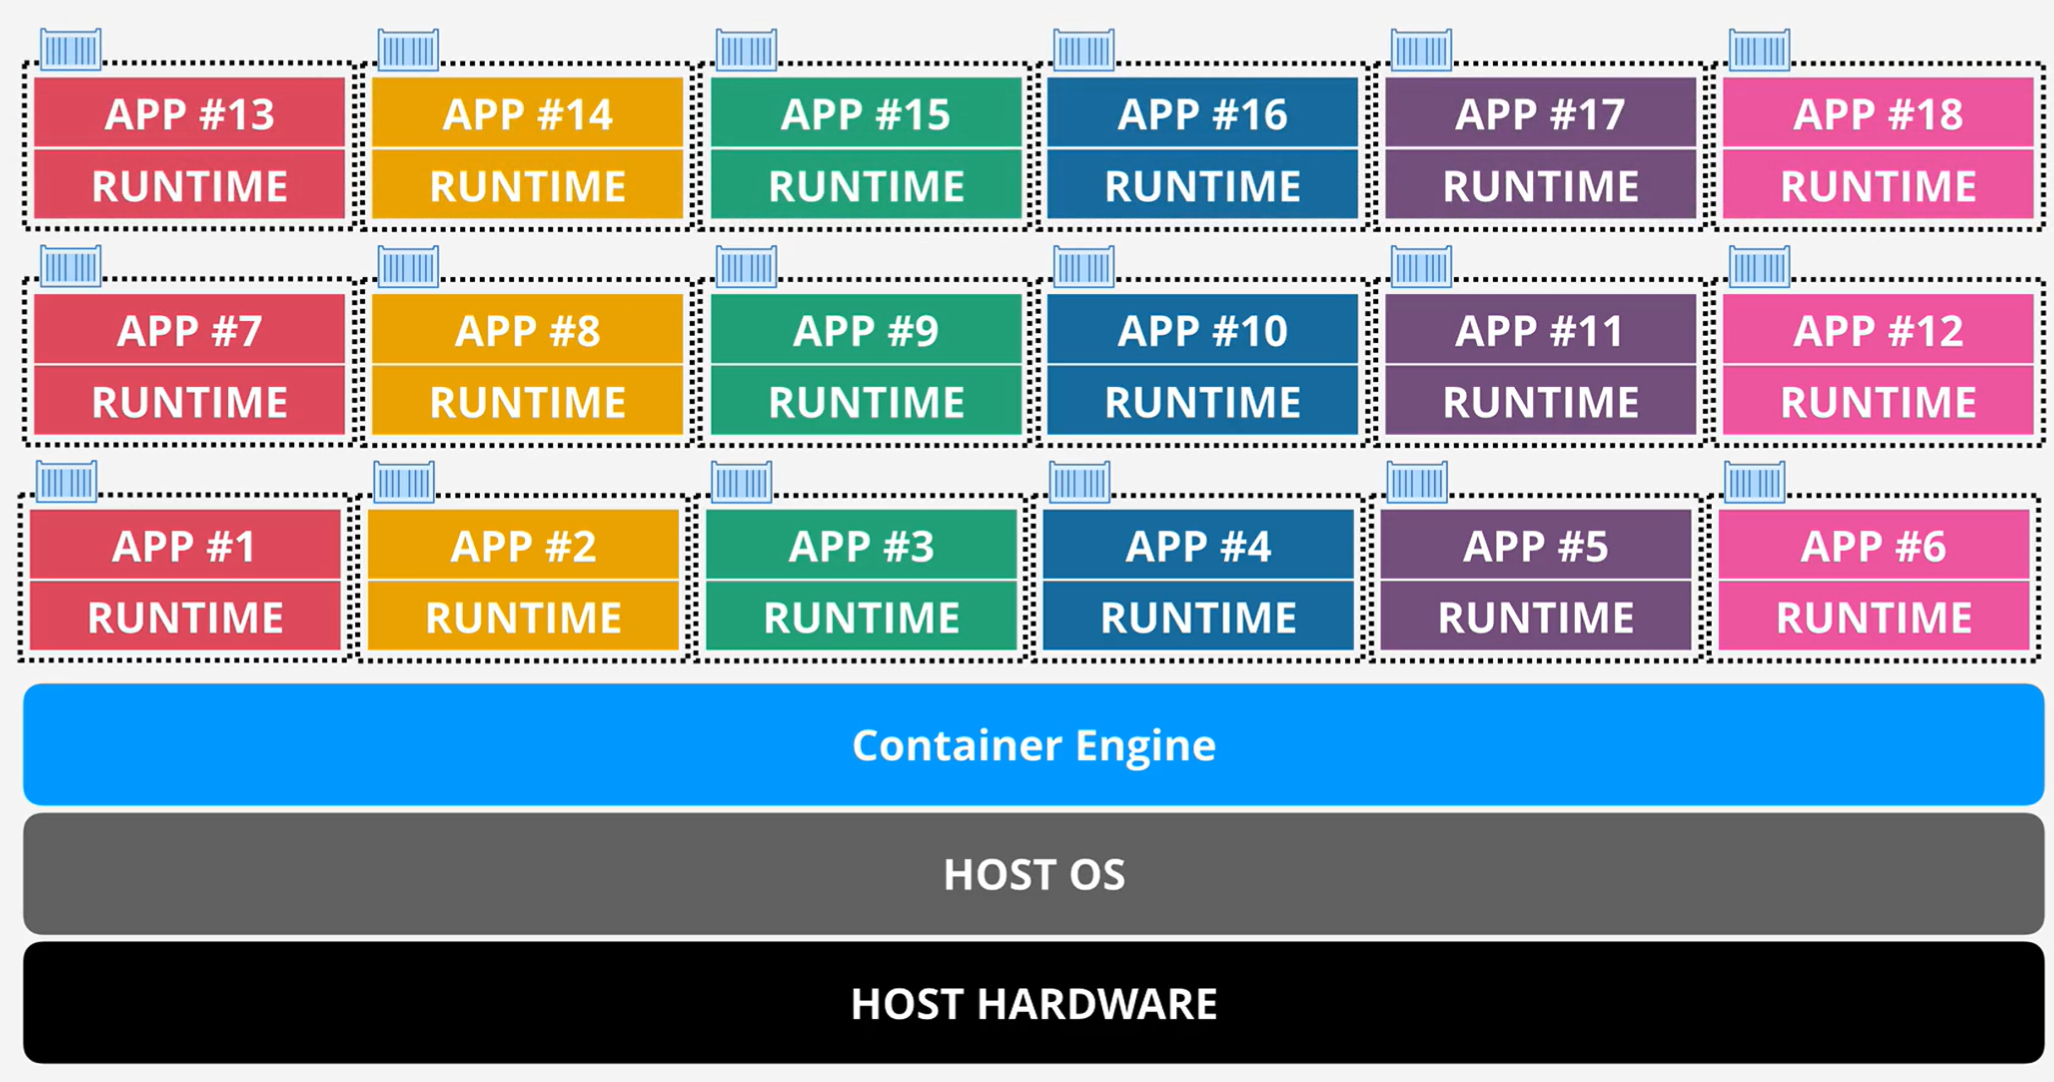 APP #13
RUNTIME
APP #14
RUNTIME
APP #15
RUNTIME
APP #16
RUNTIME
APP #17
RUNTIME
APP #18
RUNTIME
APP #7
RUNTIME
APP #8
RUNTIME
APP #9
RUNTIME
APP #10
RUNTIME
APP #11
RUNTIME
APP #12
RUNTIME
APP #1
RUNTIME
APP #2
RUNTIME
APP #3
RUNTIME
APP #4
RUNTIME
APP #5
RUNTIME
APP #6
RUNTIME
Container Engine
HOST OS
HOST HARDWARE